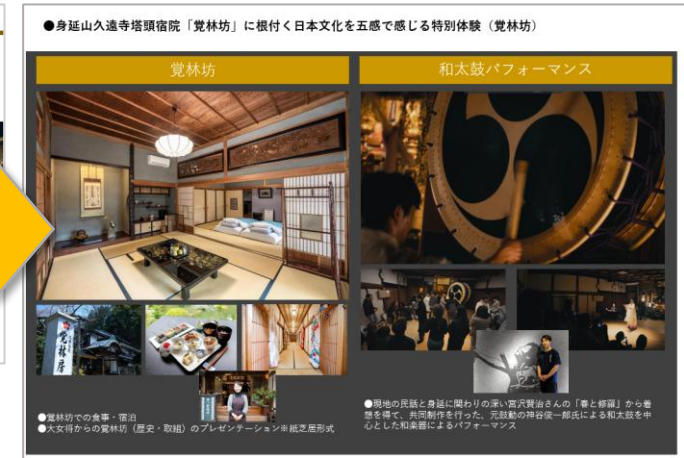 ●身延山久遠寺塔頭宿院「覚林坊」に根付く日本文化を五感で感じる特別体験（覚林坊）
覚林坊
和太鼓パフォーマンス
覚林房
●覚林坊での食事・宿泊
●大女将からの覚林坊（歴史・取組）のプレゼンテーション※紙芝居形式
●現地の民話と身延に関わりの深い宮沢賢治さんの「春と修羅」から着
想を得て、共同制作を行った、元鼓動の神谷俊一郎氏による和太鼓を中
心とした和楽器によるパフォーマンス